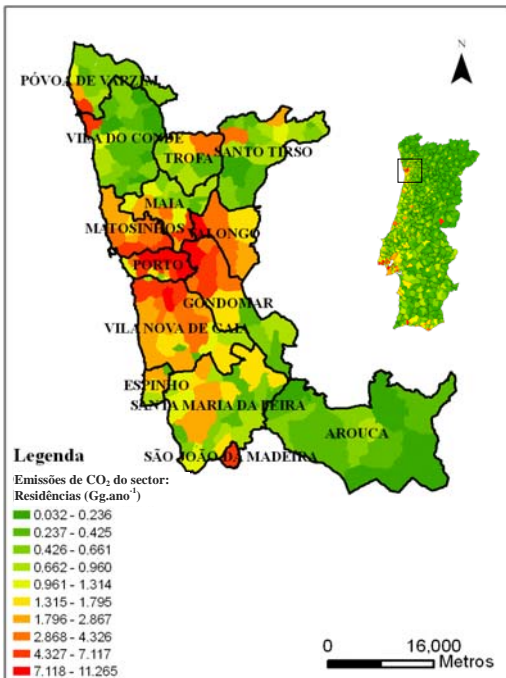 N
PÓVOA DE VARZIM
VILA DO CONDE
TROFA
SANTO TIRSO
MAIA
MATOSINHOS
VALONGO
PORTO
GONDOMAR
VILA NOVA DE GAIA
ESPINHO
SANTA MARIA DA FEIRA
AROUCA
SÃO JOÃO DA MADEIRA
Legenda
Emissões de CO₂ do sector:
Residências (Gg.ano⁻¹)
0.032 - 0.236
0.237 - 0.425
0.426 - 0.661
0.662 - 0.960
0.961 - 1.314
1.315 - 1.795
1.796 - 2.867
2.868 - 4.326
4.327 - 7.117
7.118 - 11.265
0 16,000
Metros